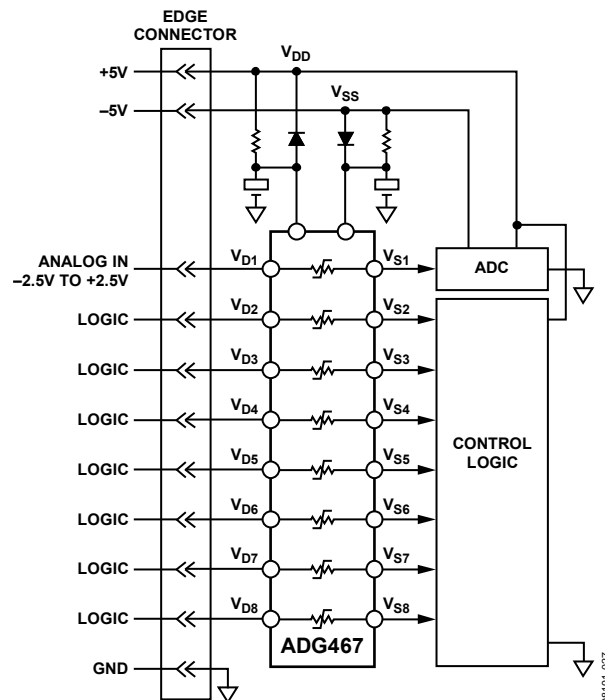 EDGE
CONNECTOR
+5V
VDD
–5V
VSS
ANALOG IN
–2.5V TO +2.5V
VD1
VS1
ADC
LOGIC
VD2
VS2
LOGIC
VD3
VS3
LOGIC
VD4
VS4
CONTROL
LOGIC
LOGIC
VD5
VS5
LOGIC
VD6
VS6
LOGIC
VD7
VS7
LOGIC
VD8
VS8
ADG467
GND